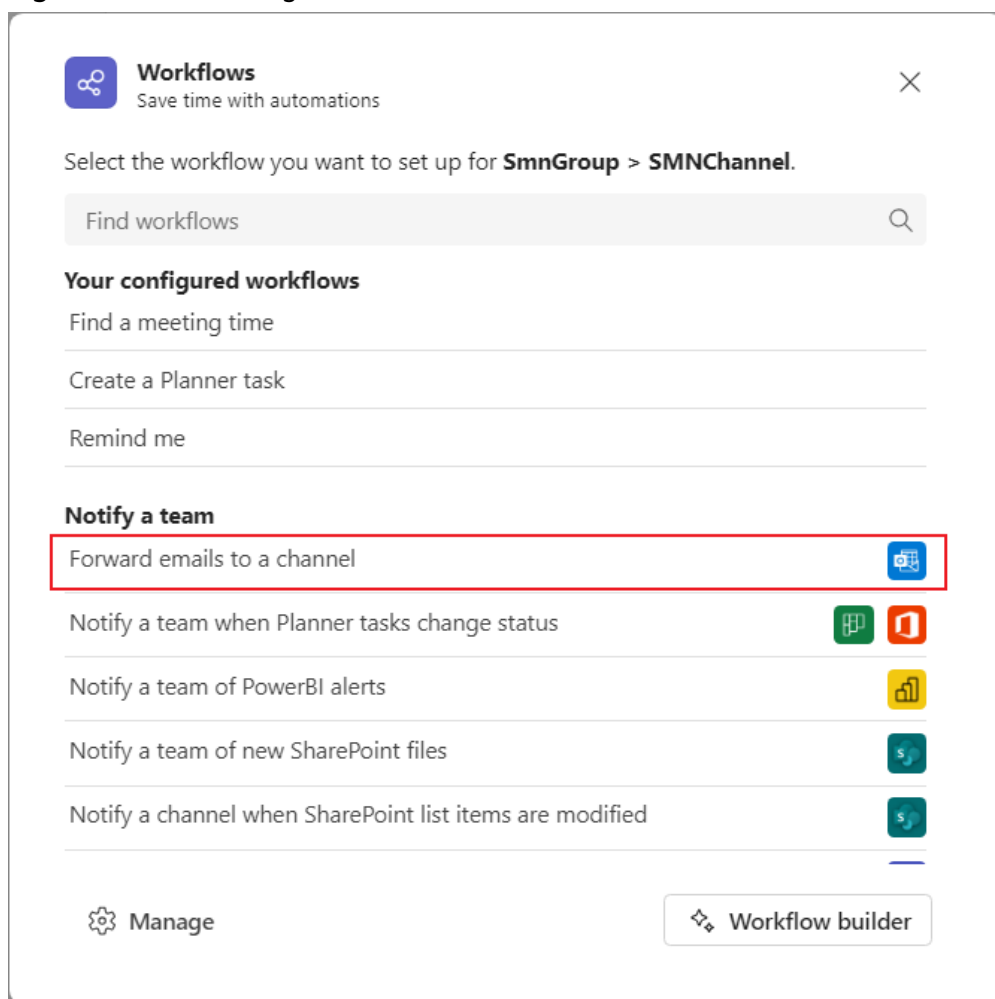 Workflows
Save time with automations
Select the workflow you want to set up for SmnGroup > SMNChannel.
Find workflows
Your configured workflows
Find a meeting time
Create a Planner task
Remind me
Notify a team
Forward emails to a channel
Notify a team when Planner tasks change status
Notify a team of PowerBI alerts
Notify a team of new SharePoint files
Notify a channel when SharePoint list items are modified
Manage
Workflow builder